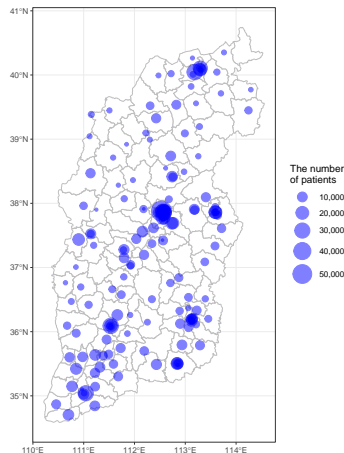 41°N
40°N
39°N
38°N
37°N
36°N
35°N
110°E
111°E
112°E
113°E
114°E
The number
of patients
10,000
20,000
30,000
40,000
50,000